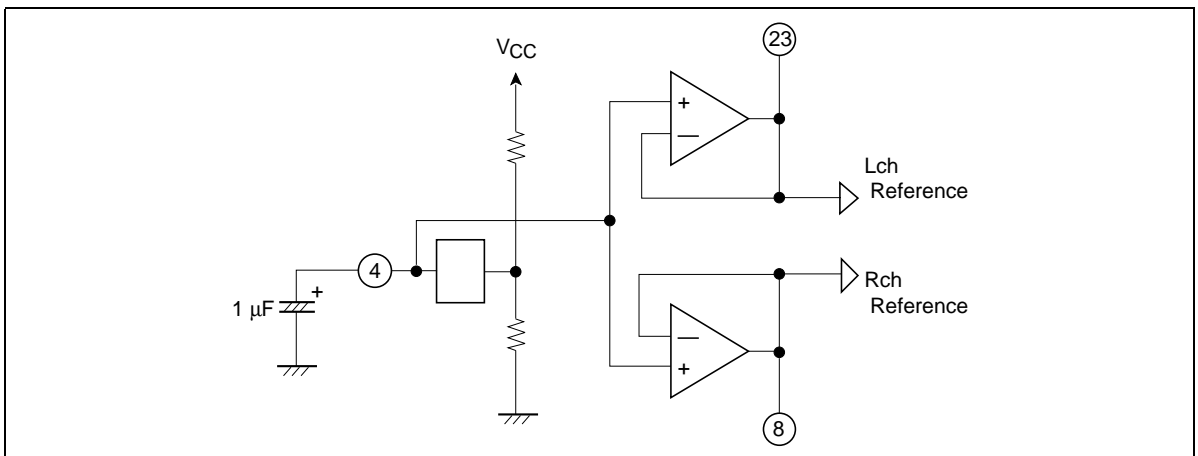 23
VCC
+
—
Lch
Reference
4
+
1 μF
Rch
Reference
—
+
8